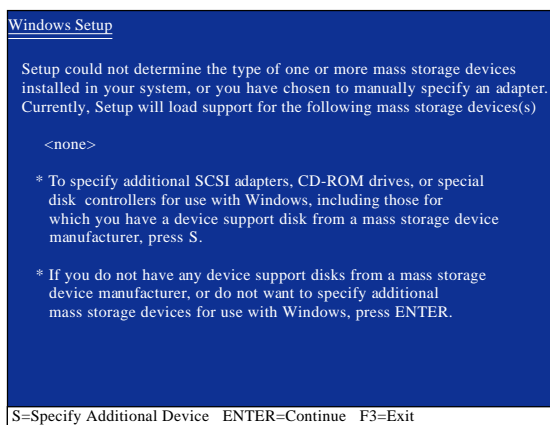 Windows Setup
Setup could not determine the type of one or more mass storage devices
installed in your system, or you have chosen to manually specify an adapter.
Currently, Setup will load support for the following mass storage devices(s)
<none>
* To specify additional SCSI adapters, CD-ROM drives, or special
disk controllers for use with Windows, including those for
which you have a device support disk from a mass storage device
manufacturer, press S.
* If you do not have any device support disks from a mass storage
device manufacturer, or do not want to specify additional
mass storage devices for use with Windows, press ENTER.
S=Specify Additional Device ENTER=Continue F3=Exit